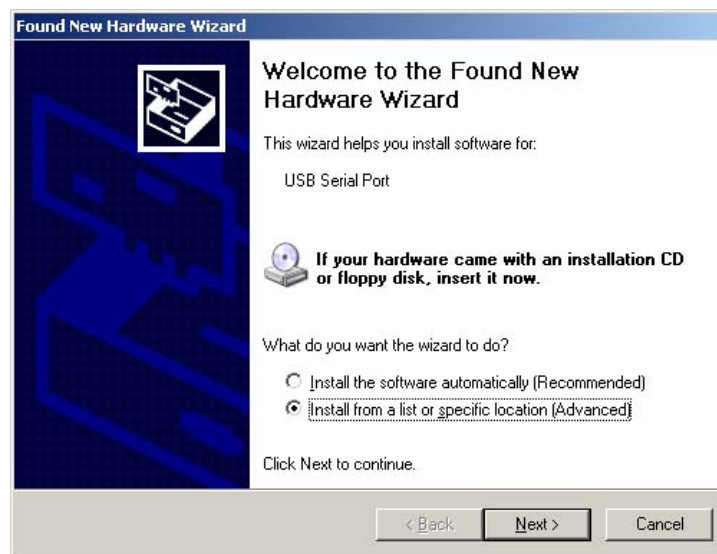 Found New Hardware Wizard
Welcome to the Found New
Hardware Wizard
This wizard helps you install software for:
USB Serial Port
If your hardware came with an installation CD
or floppy disk, insert it now.
What do you want the wizard to do?
Install the software automatically (Recommended)
Install from a list or specific location (Advanced)
Click Next to continue.
< Back Next > Cancel